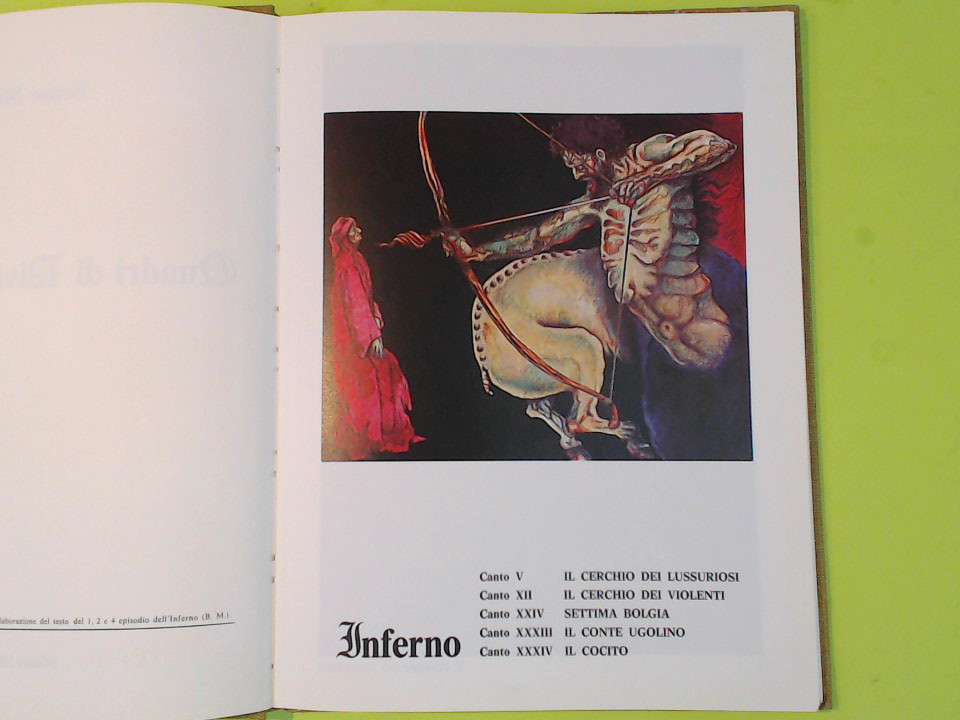 laborazione del testo del 1, 2 e 4 episodio dell'Inferno (B. M.).
Inferno
Canto V IL CERCHIO DEI LUSSURIOSI
Canto XII IL CERCHIO DEI VIOLENTI
Canto XXIV SETTIMA BOLGIA
Canto XXXIII IL CONTE UGOLINO
Canto XXXIV IL COCITO